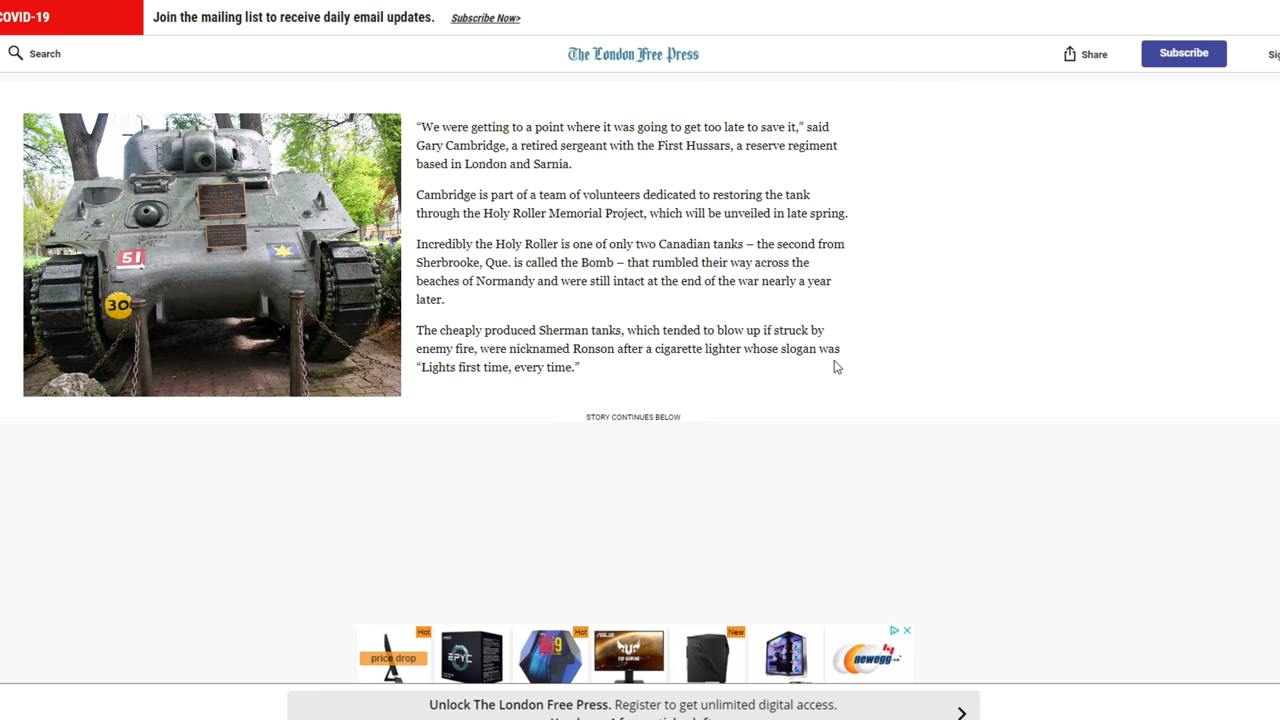 COVID-19
Join the mailing list to receive daily email updates. Subscribe Now>
Search
The London Free Press
Share
Subscribe
“We were getting to a point where it was going to get too late to save it,” said
Gary Cambridge, a retired sergeant with the First Hussars, a reserve regiment
based in London and Sarnia.
Cambridge is part of a team of volunteers dedicated to restoring the tank
through the Holy Roller Memorial Project, which will be unveiled in late spring.
Incredibly the Holy Roller is one of only two Canadian tanks – the second from
Sherbrooke, Que. is called the Bomb – that rumbled their way across the
beaches of Normandy and were still intact at the end of the war nearly a year
later.
The cheaply produced Sherman tanks, which tended to blow up if struck by
enemy fire, were nicknamed Ronson after a cigarette lighter whose slogan was
“Lights first time, every time.”
51
30
STORY CONTINUES BELOW
Hot
Hot
New
price drop
EPYC
ASUS
newegg
Unlock The London Free Press. Register to get unlimited digital access.